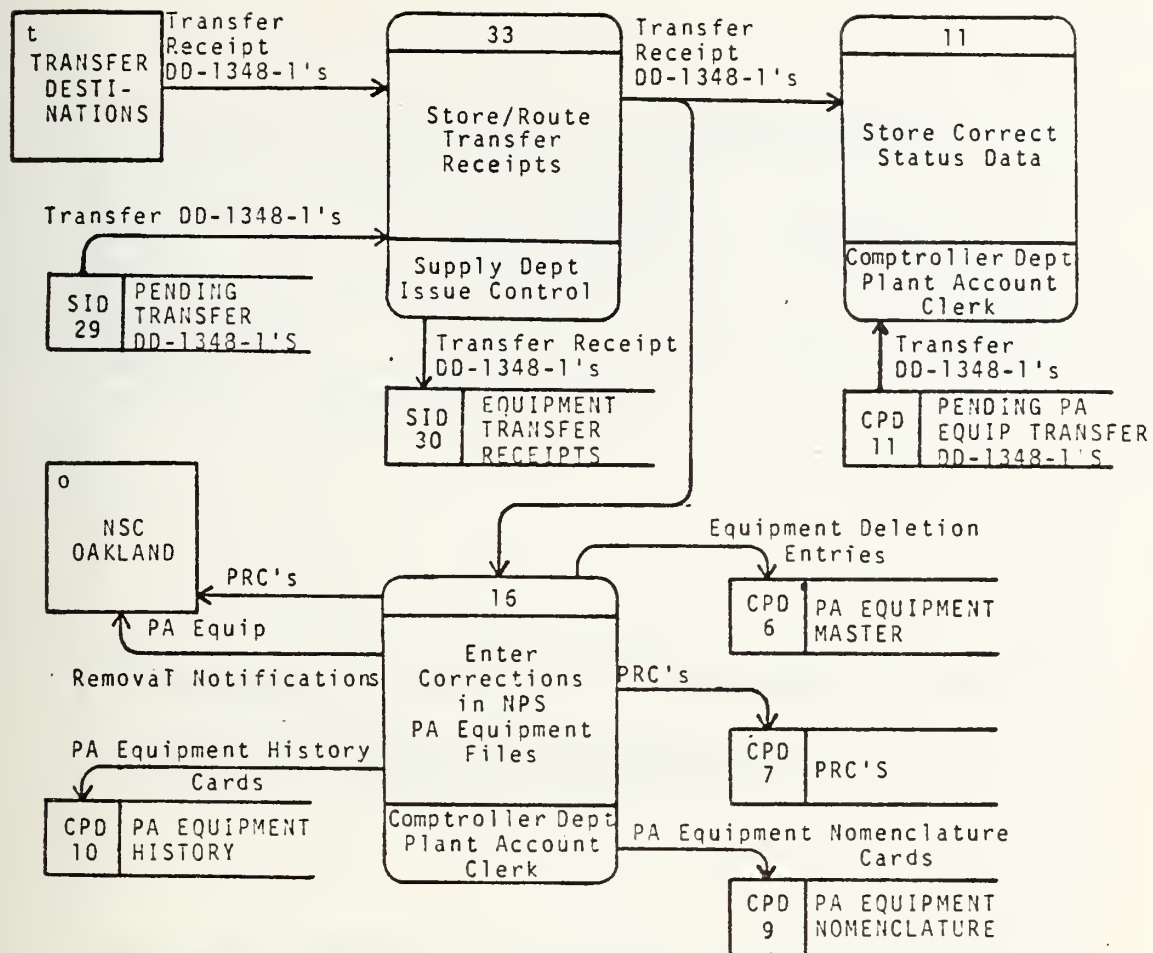 t
TRANSFER
DESTI-
NATIONS
Transfer
Receipt
DD-1348-1's
33
Store/Route
Transfer
Receipts
Supply Dept
Issue Control
Transfer
Receipt
DD-1348-1's
11
Store Correct
Status Data
Comptroller Dept
Plant Account
Clerk
Transfer DD-1348-1's
SID
29
PENDING
TRANSFER
DD-1348-1'S
Transfer Receipt
DD-1348-1's
SID
30
EQUIPMENT
TRANSFER
RECEIPTS
Transfer
DD-1348-1's
CPD
11
PENDING PA
EQUIP TRANSFER
DD-1348-1'S
o
NSC
OAKLAND
PRC's
PA Equip
Removal Notifications
16
Enter
Corrections
in NPS
PA Equipment
Files
Comptroller Dept
Plant Account
Clerk
Equipment Deletion
Entries
CPD
6
PA EQUIPMENT
MASTER
PRC's
CPD
7
PRC'S
PA Equipment History
Cards
CPD
10
PA EQUIPMENT
HISTORY
PA Equipment Nomenclature
Cards
CPD
9
PA EQUIPMENT
NOMENCLATURE